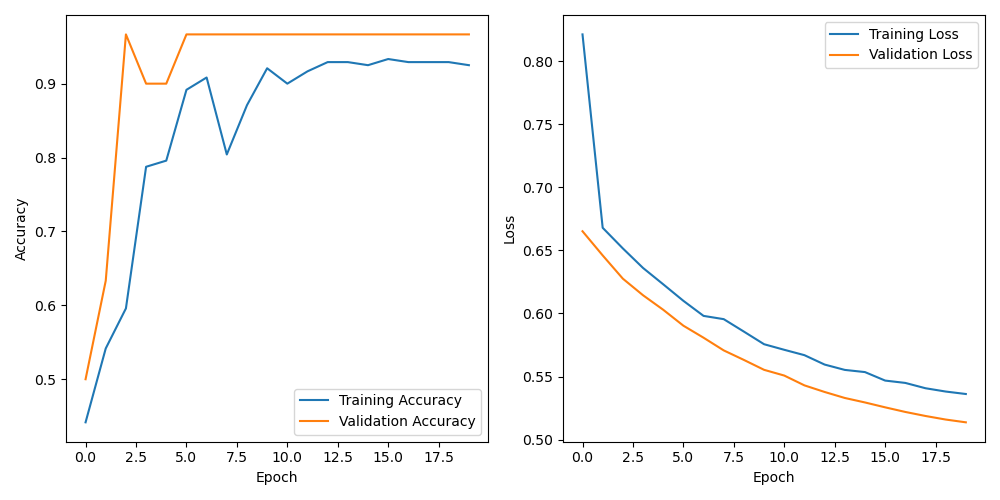 0.9
0.8
0.7
0.6
0.5
Accuracy
0.0 2.5 5.0 7.5 10.0 12.5 15.0 17.5
Epoch
Training Accuracy
Validation Accuracy
0.80
0.75
0.70
0.65
0.60
0.55
0.50
Loss
0.0 2.5 5.0 7.5 10.0 12.5 15.0 17.5
Epoch
Training Loss
Validation Loss